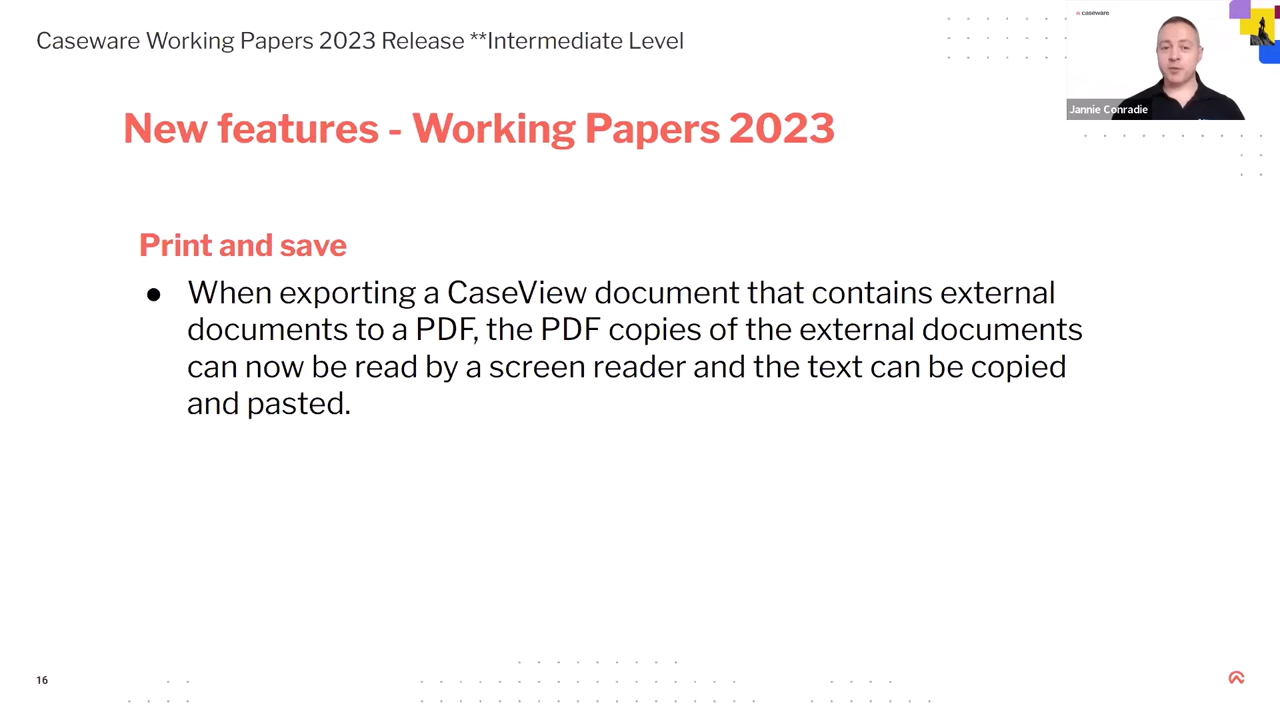 Caseware Working Papers 2023 Release **Intermediate Level
caseware
Jannie Conradie
New features - Working Papers 2023
Print and save
● When exporting a CaseView document that contains external
documents to a PDF, the PDF copies of the external documents
can now be read by a screen reader and the text can be copied
and pasted.
16